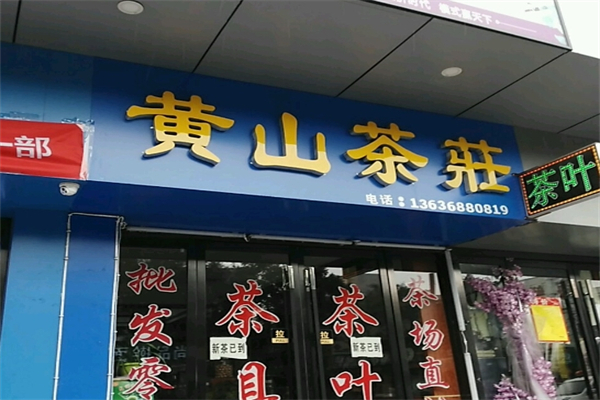 黄山茶莊
电话：13636880819
一部
茶叶
批发零
茶具
茶叶
茶场直
新茶已到
新茶已到
拉
拉